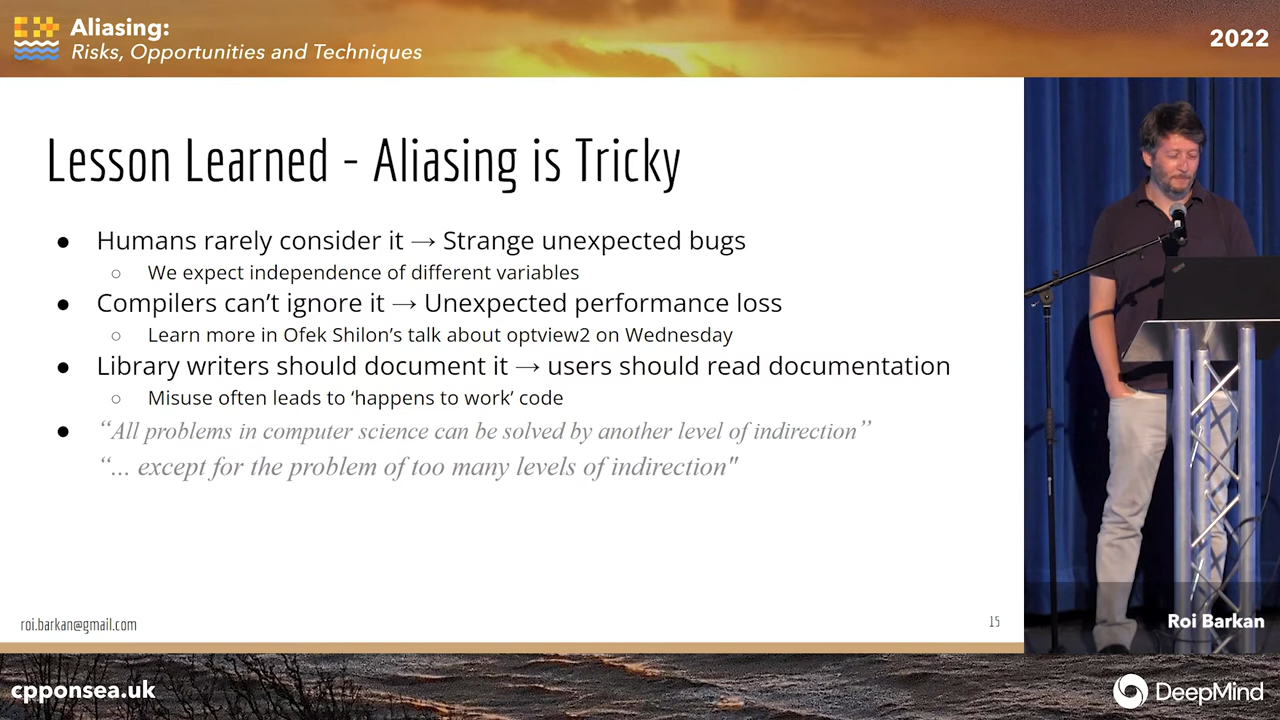 Aliasing:
Risks, Opportunities and Techniques
2022
Lesson Learned - Aliasing is Tricky
● Humans rarely consider it → Strange unexpected bugs
○ We expect independence of different variables
● Compilers can’t ignore it → Unexpected performance loss
○ Learn more in Ofek Shilon’s talk about optview2 on Wednesday
● Library writers should document it → users should read documentation
○ Misuse often leads to ‘happens to work’ code
● “All problems in computer science can be solved by another level of indirection”
“... except for the problem of too many levels of indirection"
roi.barkan@gmail.com
15
Roi Barkan
cpponsea.uk
DeepMind